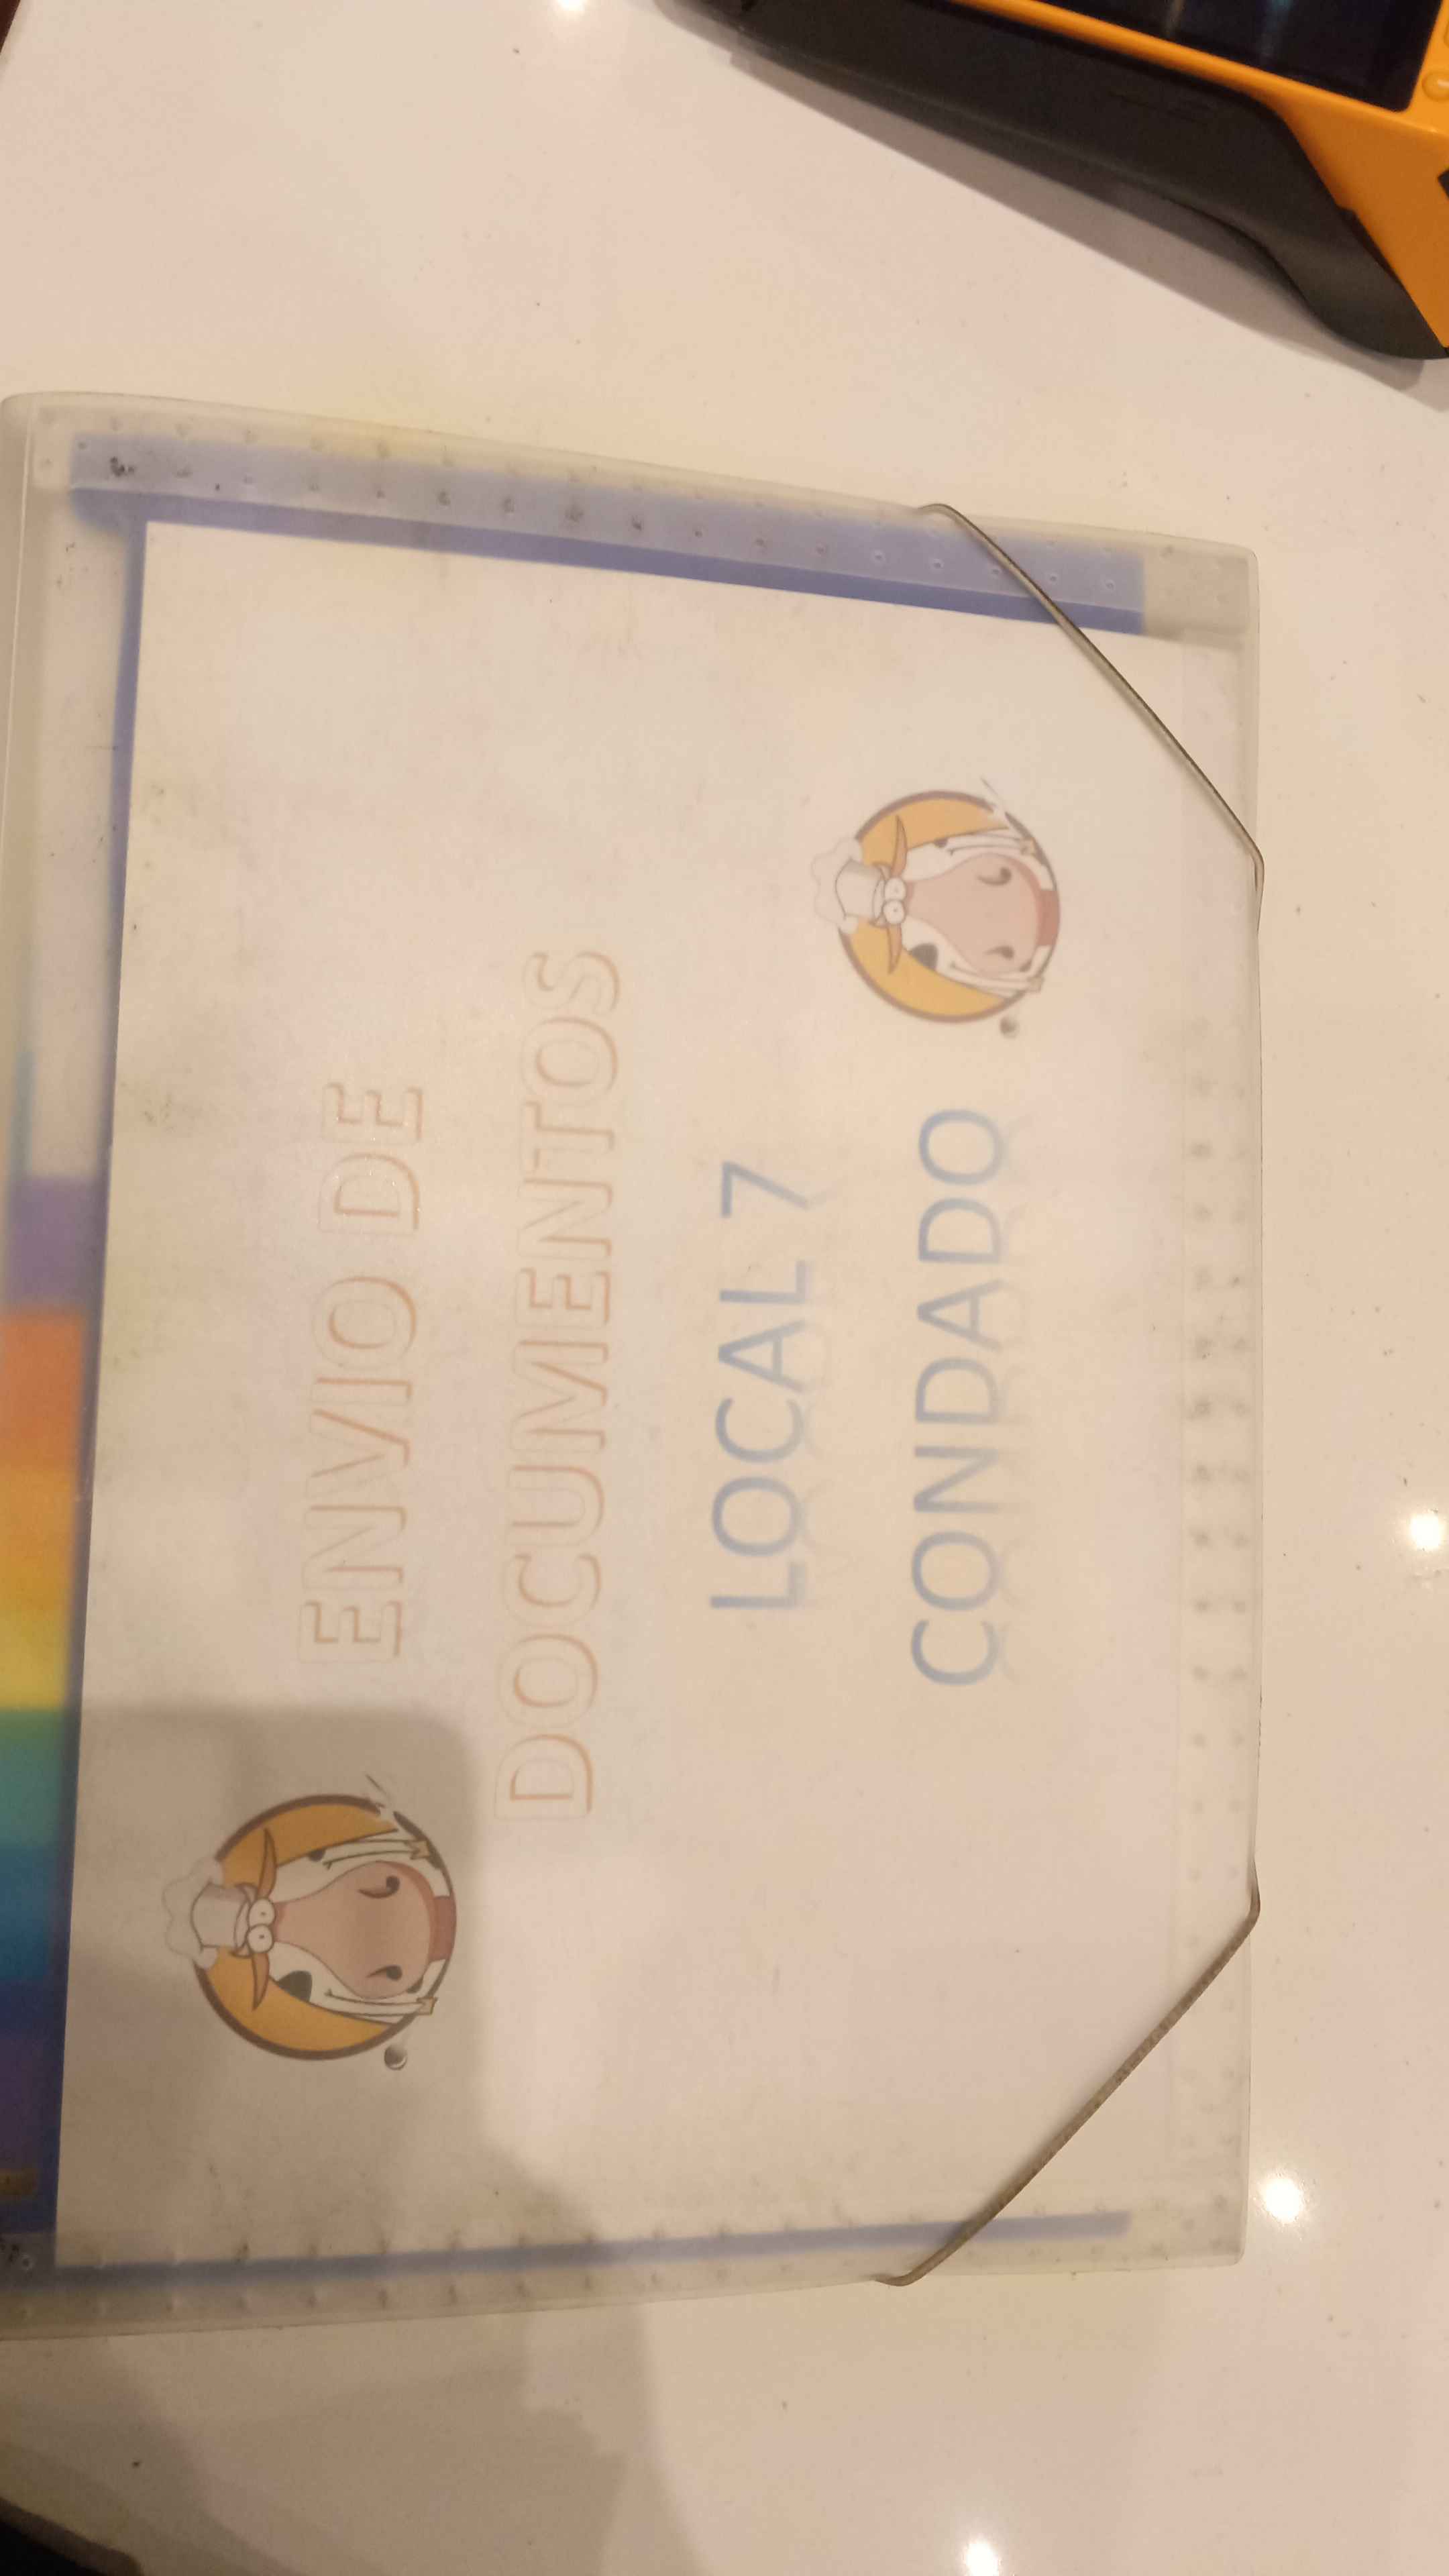 ENVIO DE
DOCUMENTOS
LOCAL 7
CONDADO